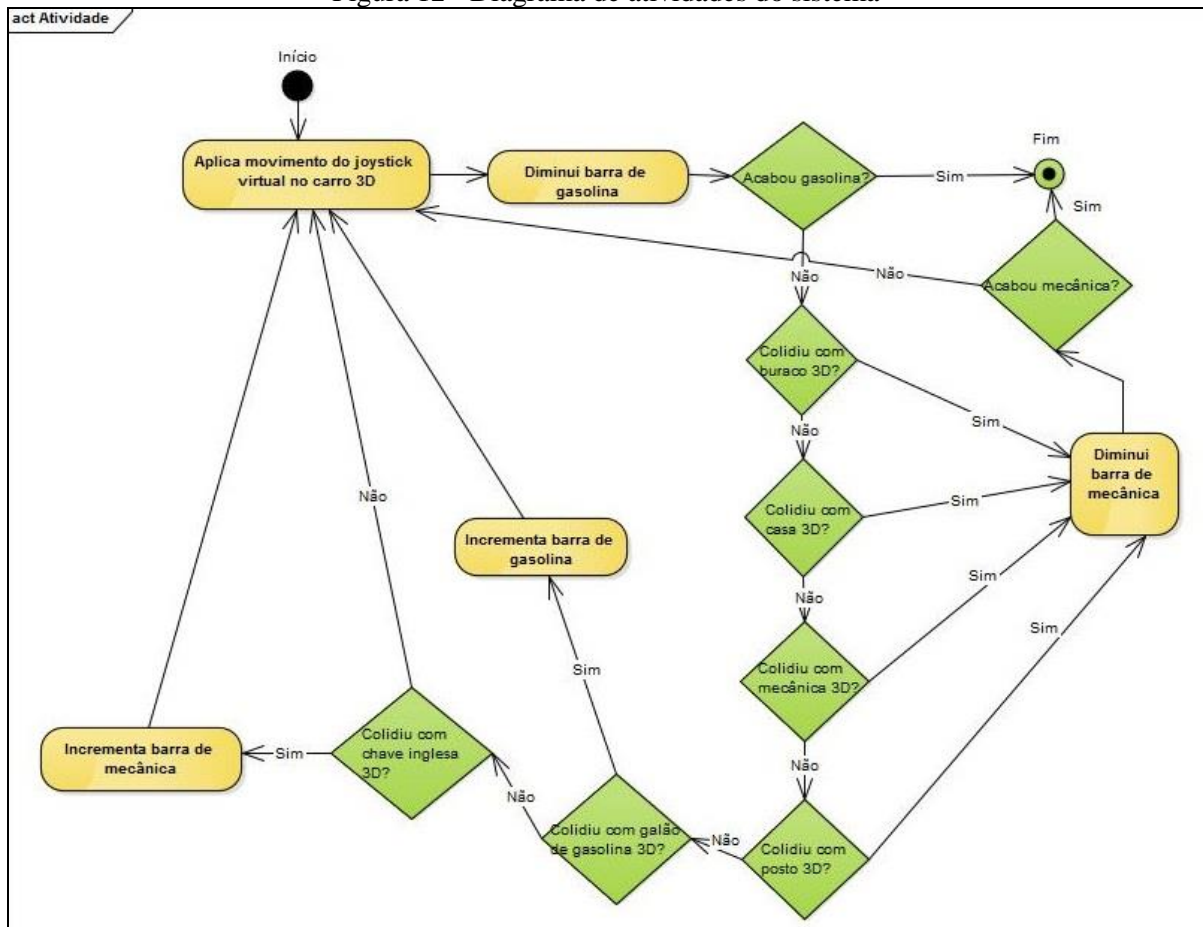 Figura 12 - Diagrama de atividades do sistema
act Atividade
Início
Aplica movimento do joystick
virtual no carro 3D
Diminui barra de
gasolina
Acabou gasolina?
Sim
Fim
Sim
Acabou mecânica?
Não
Não
Colidiu com
buraco 3D?
Sim
Não
Diminui
barra de
mecânica
Colidiu com
casa 3D?
Sim
Não
Incrementa barra de
gasolina
Não
Sim
Colidiu com
mecânica 3D?
Sim
Sim
Não
Incrementa barra de
mecânica
Sim
Colidiu com
chave inglesa
3D?
Não
Colidiu com galão
de gasolina 3D?
Não
Colidiu com
posto 3D?